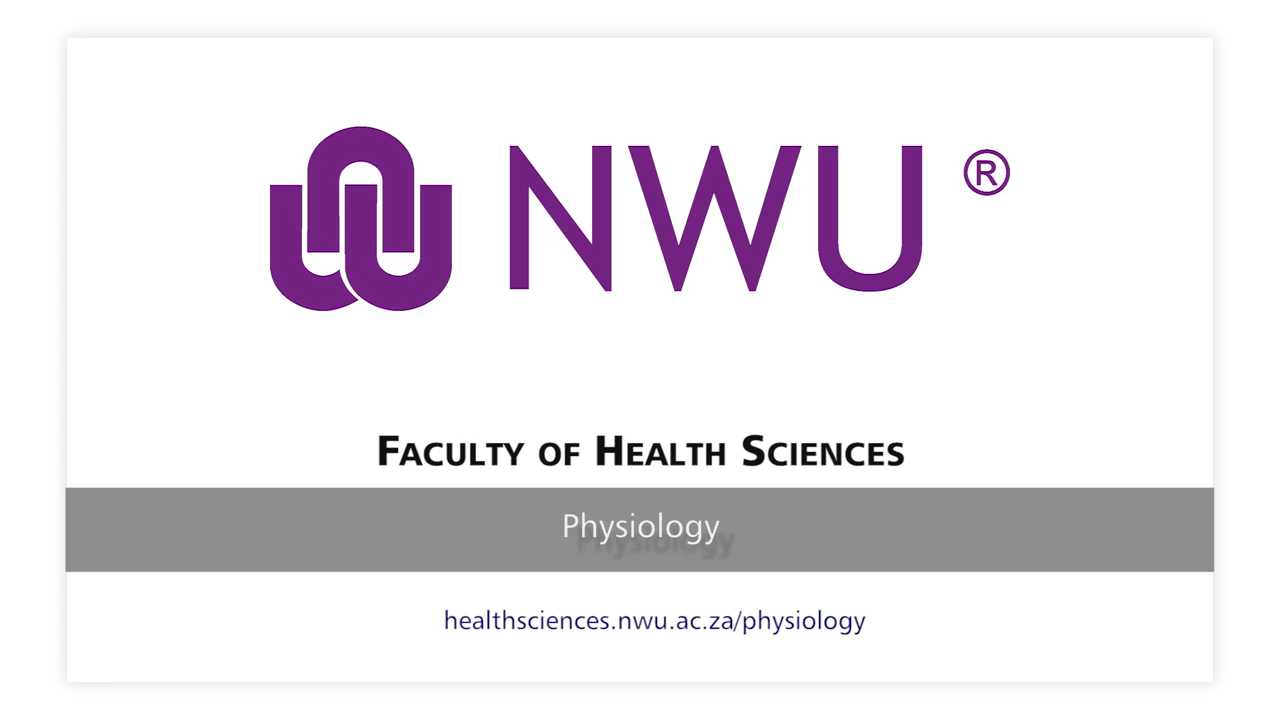 NWU ®
FACULTY OF HEALTH SCIENCES
Physiology
healthsciences.nwu.ac.za/physiology